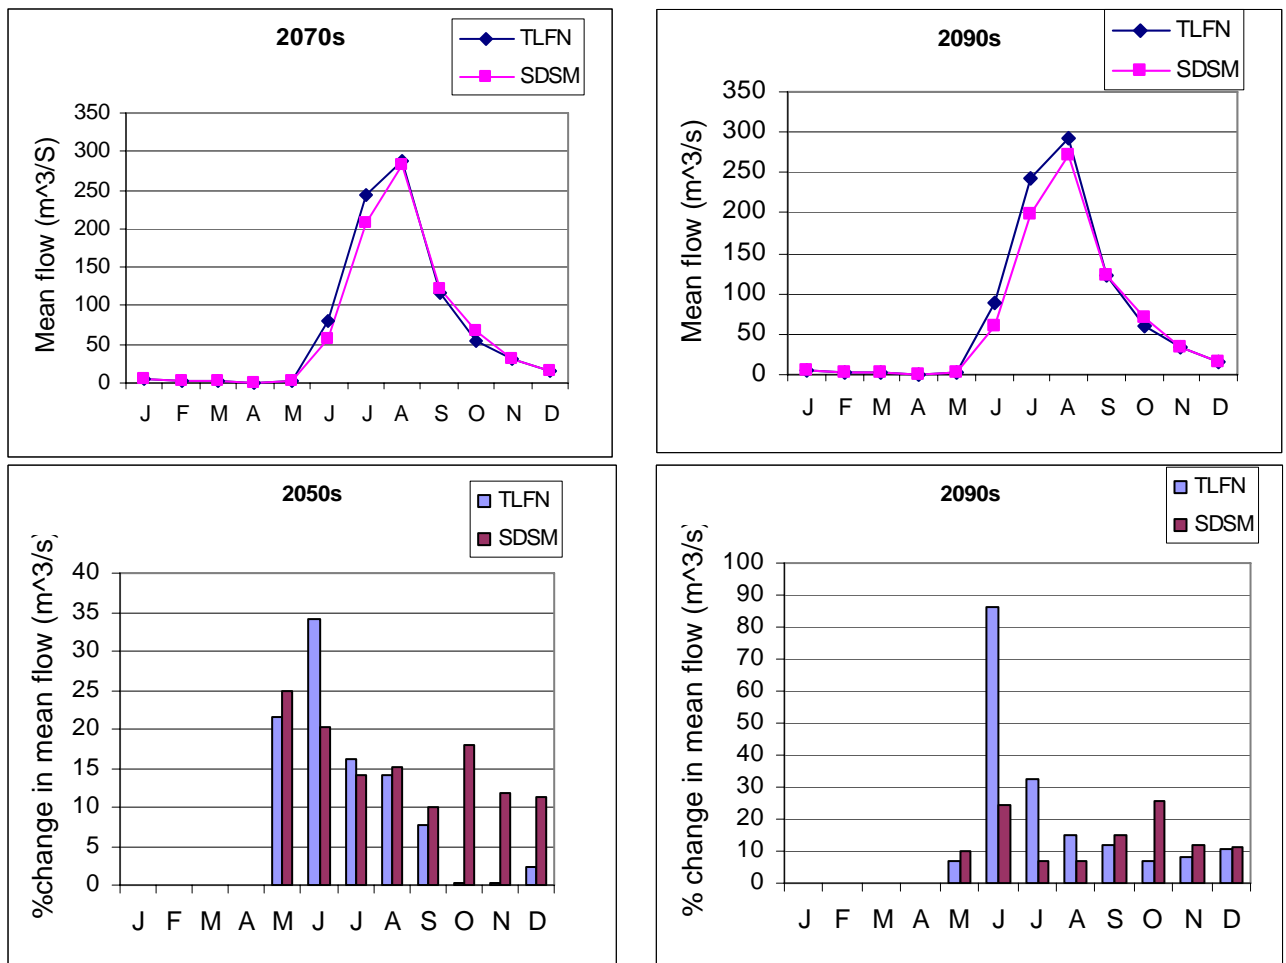 2070s
TLFN
SDSM
Mean flow (m^3/S)
350
300
250
200
150
100
50
0
J F M A M J J A S O N D
2090s
TLFN
SDSM
Mean flow (m^3/s)
350
300
250
200
150
100
50
0
J F M A M J J A S O N D
2050s
TLFN
SDSM
%change in mean flow (m^3/s)
40
35
30
25
20
15
10
5
0
J F M A M J J A S O N D
2090s
TLFN
SDSM
% change in mean flow (m^3/s)
100
90
80
70
60
50
40
30
20
10
0
J F M A M J J A S O N D